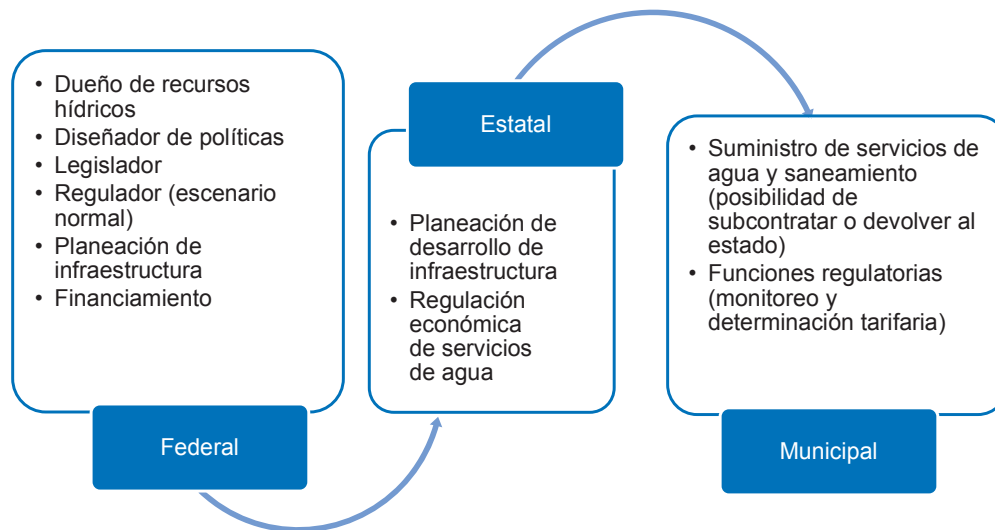 • Dueño de recursos
hídricos
• Diseñador de políticas
• Legislador
• Regulador (escenario
normal)
• Planeación de
infraestructura
• Financiamiento
Federal
Estatal
• Planeación de
desarrollo de
infraestructura
• Regulación
económica
de servicios
de agua
• Suministro de servicios de
agua y saneamiento
(posibilidad de
subcontratar o devolver al
estado)
• Funciones regulatorias
(monitoreo y
determinación tarifaria)
Municipal